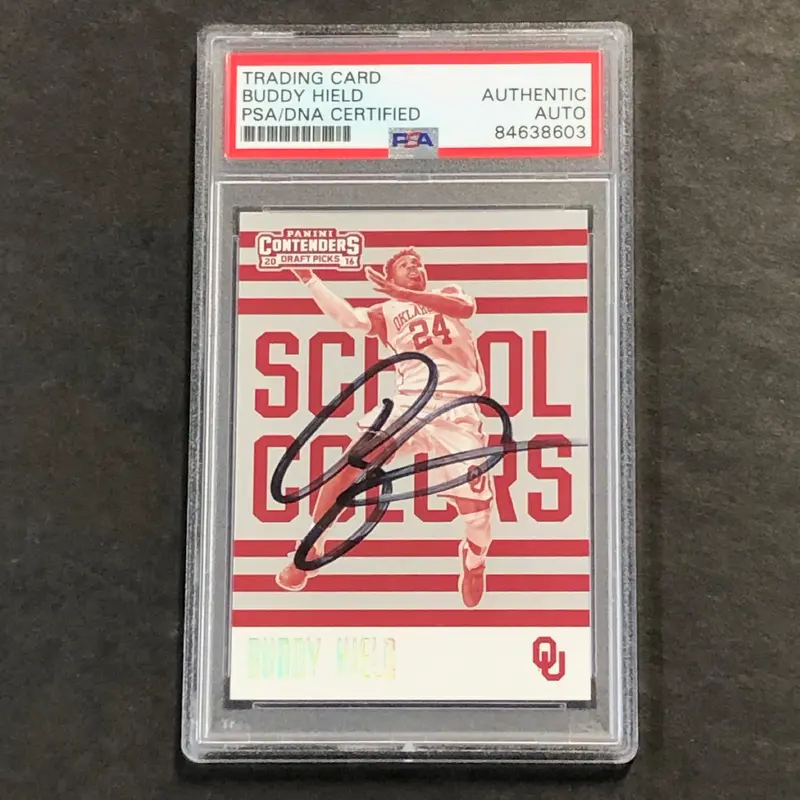 TRADING CARD
BUDDY HIELD
PSA/DNA CERTIFIED
AUTHENTIC
AUTO
84638603
PSA
PANINI
CONTENDERS
20 DRAFT PICKS 16
OKLAHOMA
24
SCHOOL
COLORS
OU
BUDDY HIELD
OU